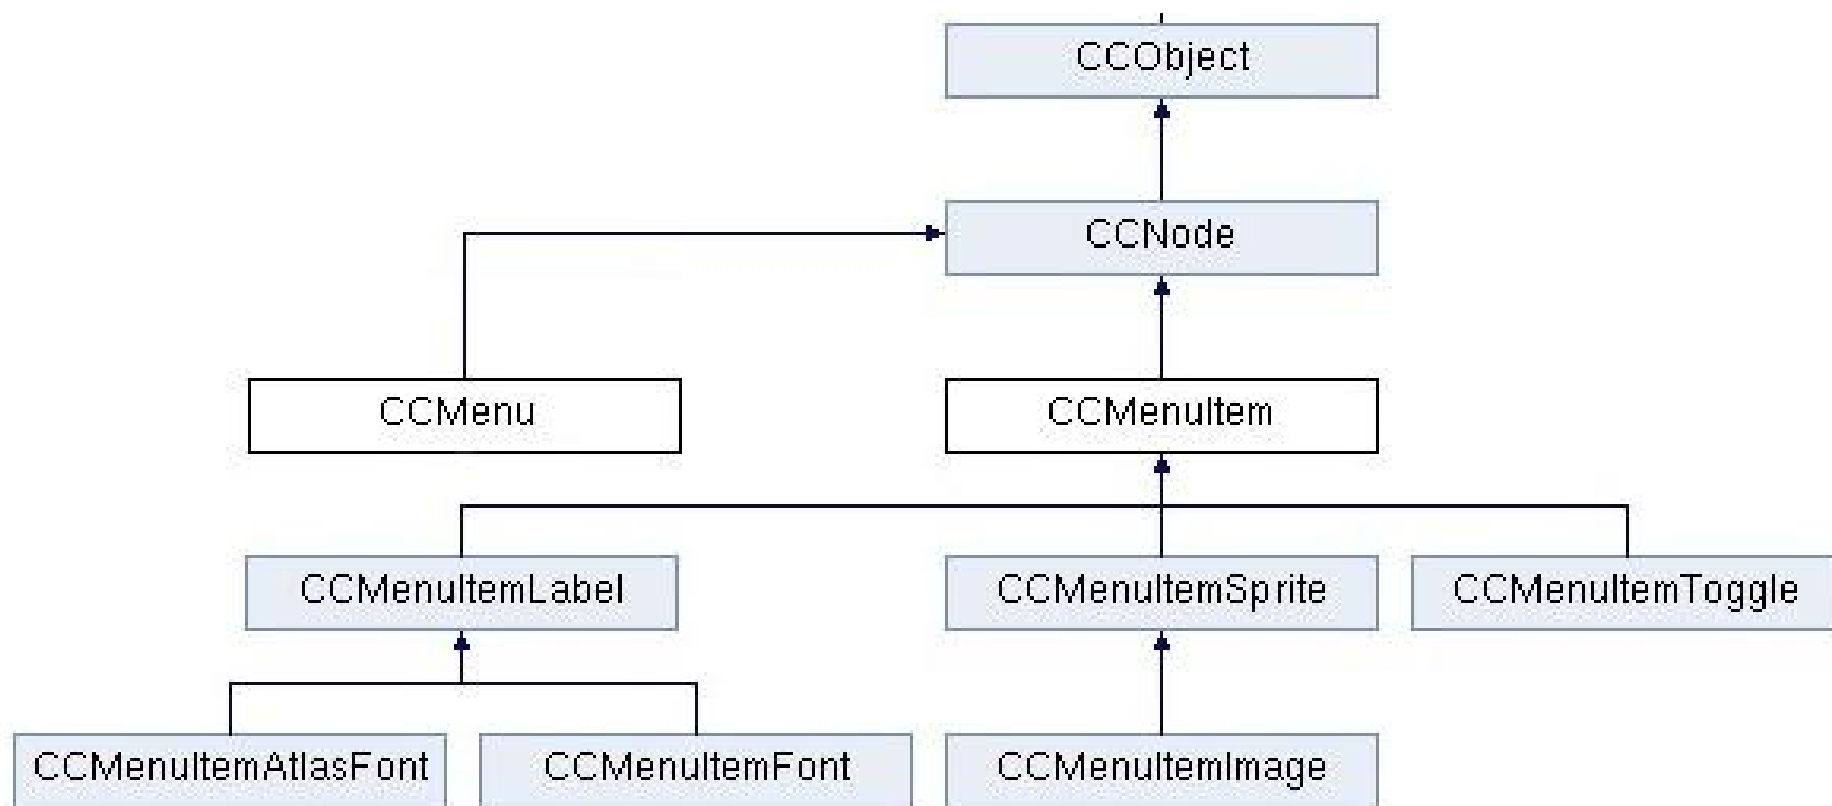 CCObject
CCNode
CCMenu
CCMenuItem
CCMenuItemLabel
CCMenuItemSprite
CCMenuItemToggle
CCMenuItemAtlasFont
CCMenuItemFont
CCMenuItemImage